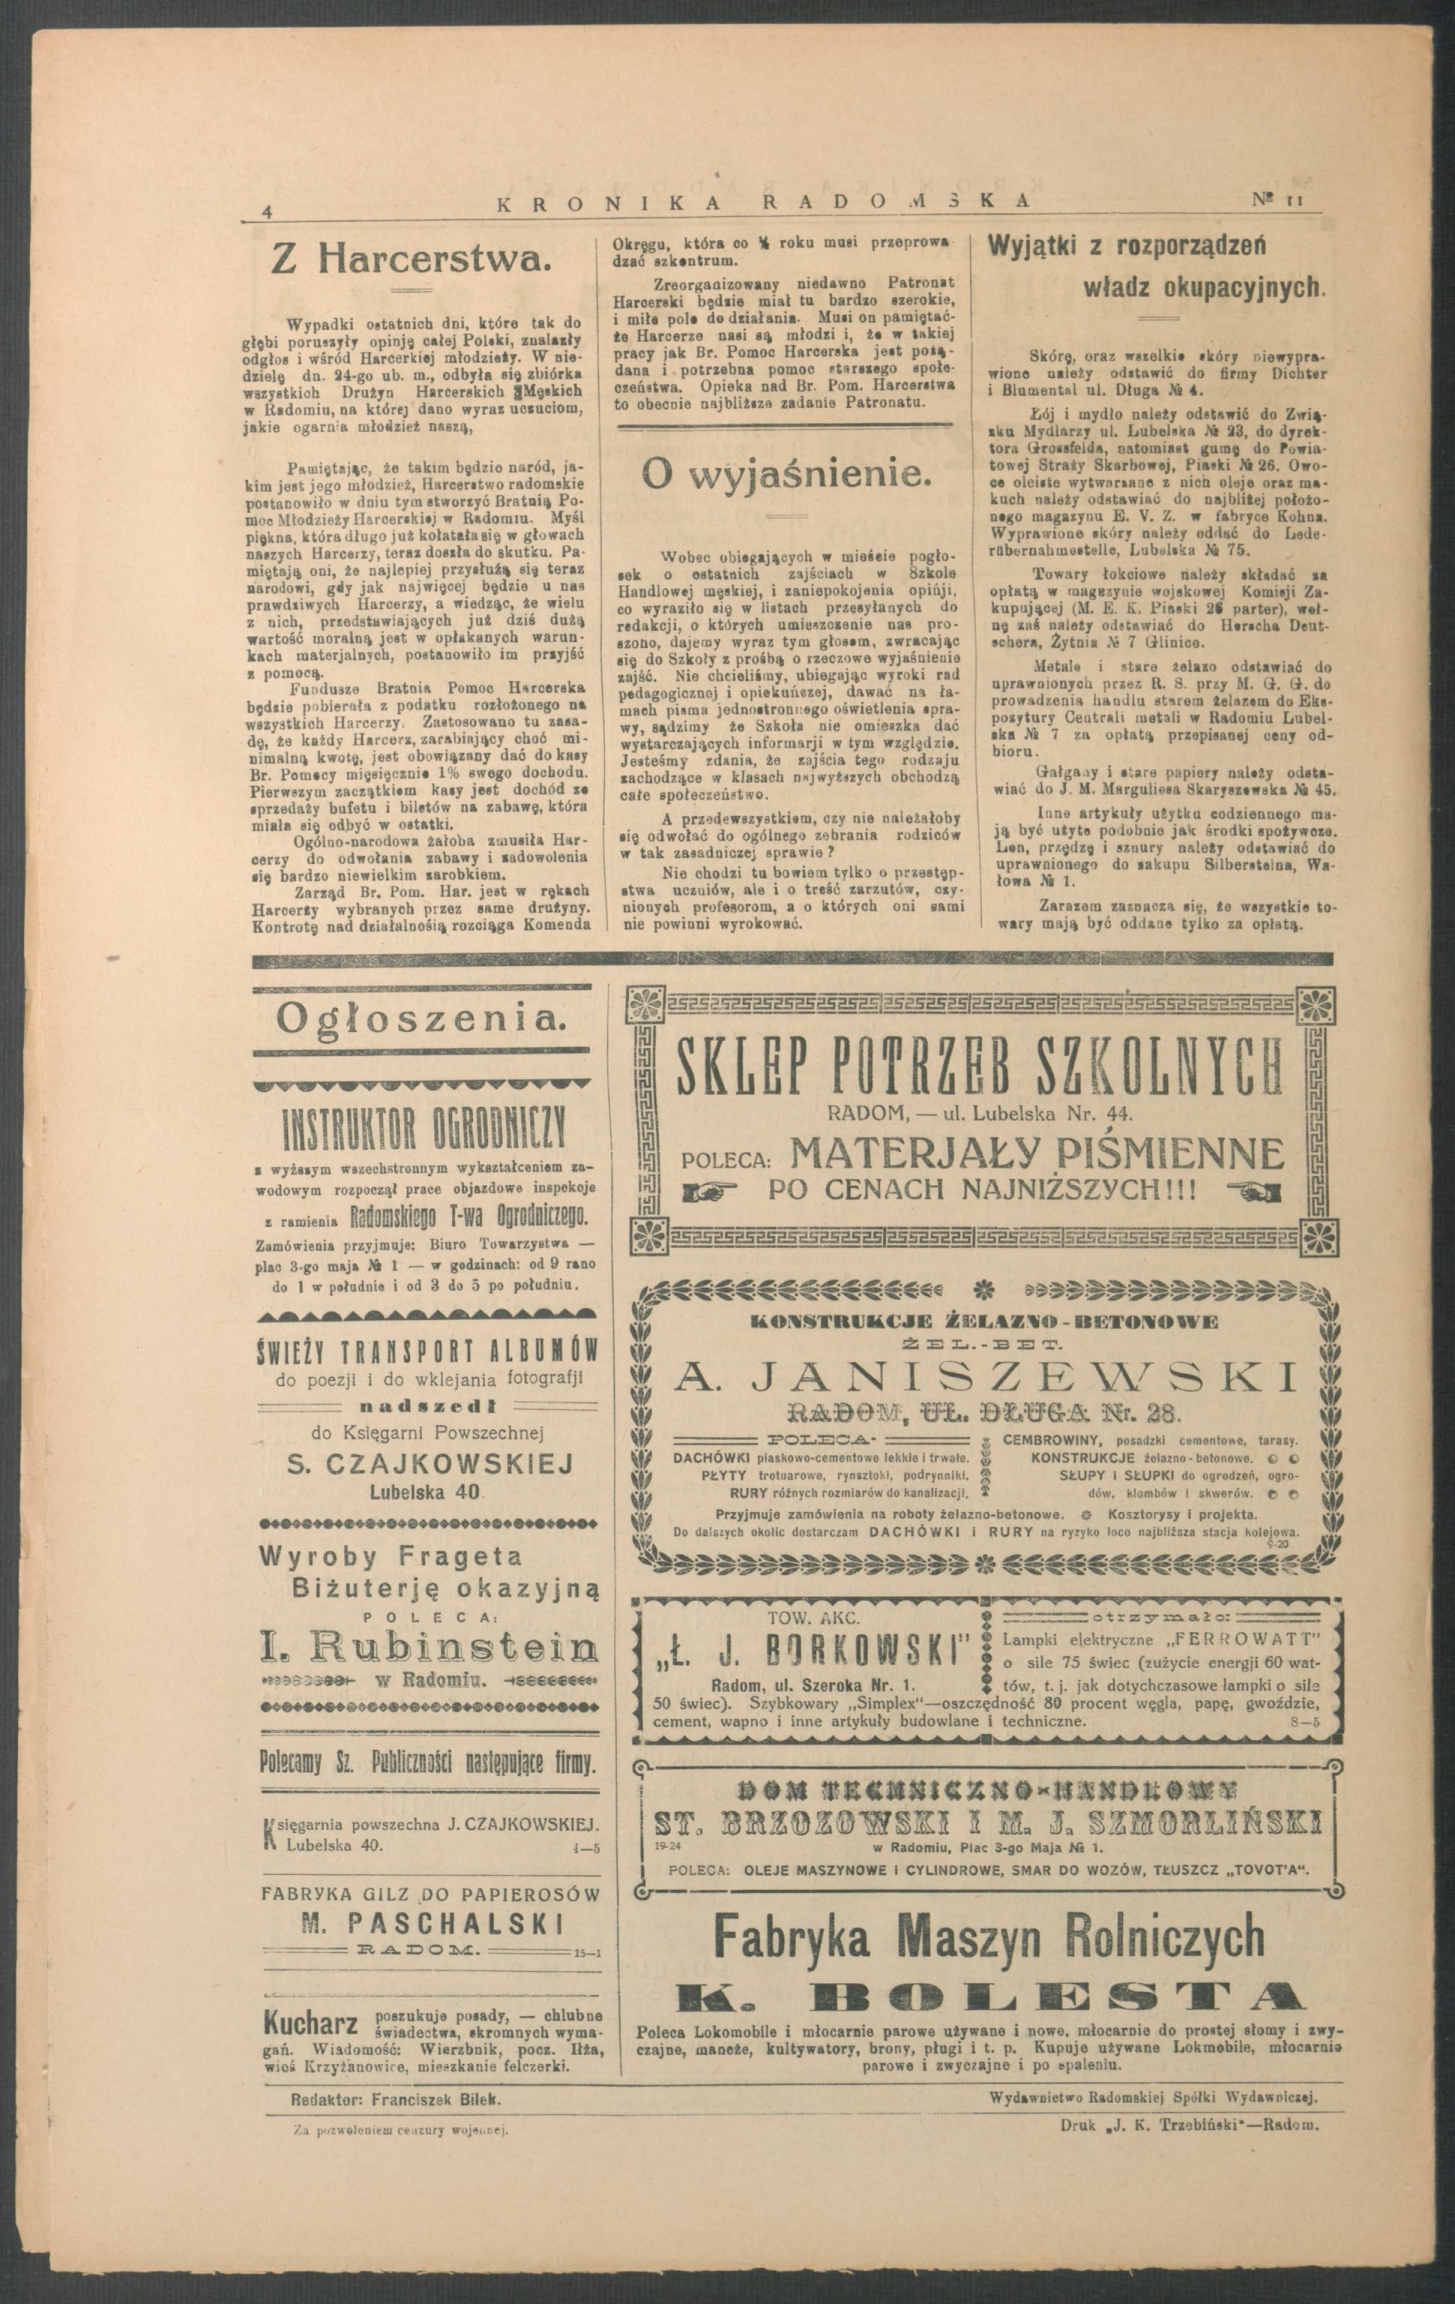 4
KRONIKA RADOMSKA
№ 11
Z Harcerstwa.
Wypadki ostatnich dni, które tak do
głębi poruszyły opinję całej Polski, znalazły
odgłos i wśród Harcerkiej młodzieży. W nie-
dzielę dn. 24-go ub. m., odbyła się zbiórka
wszystkich Drużyn Harcerskich Męskich
w Radomiu, na której dano wyraz uczuciom,
jakie ogarnia młodzież naszą,
Pamiętając, że takim będzie naród, ja-
kim jest jego młodzież, Harcerstwo radomskie
postanowiło w dniu tym stworzyć Bratnią Po-
moc Młodzieży Harcerskiej w Radomiu. Myśl
piękna, która długo już kołatała się w głowach
naszych Harcerzy, teraz doszła do skutku. Pa-
miętają oni, że najlepiej przysłużą się teraz
narodowi, gdy jak najwięcej będzie u nas
prawdziwych Harcerzy, a wiedząc, że wielu
z nich, przedstawiających już dziś dużą
wartość moralną jest w opłakanych warun-
kach materjalnych, postanowiło im przyjść
z pomocą.
Fundusze Bratnia Pomoc Harcerska
będzie pobierała z podatku rozłożonego na
wszystkich Harcerzy. Zastosowano tu zasa-
dę, że każdy Harcerz, zarabiający choć mi-
nimalną kwotę, jest obowiązany dać do kasy
Br. Pomocy miesięcznie 1% swego dochodu.
Pierwszym zaczątkiem kasy jest dochód ze
sprzedaży bufetu i biletów na zabawę, która
miała się odbyć w ostatki.
Ogólno-narodowa żałoba zmusiła Har-
cerzy do odwołania zabawy i zadowolenia
się bardzo niewielkim zarobkiem.
Zarząd Br. Pom. Har. jest w rękach
Harcerzy wybranych przez same drużyny.
Kontrotę nad działalnośią rozciąga Komenda
Okręgu, która co ¼ roku musi przeprowa-
dzać szkontrum.
Zreorganizowany niedawno Patronat
Harcerski będzie miał tu bardzo szerokie,
i miłe pole do działania. Musi on pamiętać-
że Harcerze nasi są młodzi i, że w takiej
pracy jak Br. Pomoc Harcerska jest pożą-
dana i potrzebna pomoc starszego społe-
czeństwa. Opieka nad Br. Pom. Harcerstwa
to obecnie najbliższe zadanie Patronatu.
O wyjaśnienie.
Wobec obiegających w mieście pogło-
sek o ostatnich zajściach w Szkole
Handlowej męskiej, i zaniepokojenia opinji,
co wyraziło się w listach przesyłanych do
redakcji, o których umieszczenie nas pro-
szono, dajemy wyraz tym głosem, zwracając
się do Szkoły z prośbą o rzeczowe wyjaśnienie
zajść. Nie chcieliśmy, ubiegając wyroki rad
pedagogicznej i opiekuńczej, dawać na ła-
mach pisma jednostronnego oświetlenia spra-
wy, sądzimy że Szkoła nie omieszka dać
wystarczających informarji w tym względzie.
Jesteśmy zdania, że zajścia tego rodzaju
zachodzące w klasach najwyższych obchodzą
całe społeczeństwo.
A przedewszystkiem, czy nie należałoby
się odwołać do ogólnego zebrania rodziców
w tak zasadniczej sprawie?
Nie chodzi tu bowiem tylko o przestęp-
stwa uczniów, ale i o treść zarzutów, czy-
nionych profesorom, a o których oni sami
nie powinni wyrokować.
Wyjątki z rozporządzeń
władz okupacyjnych.
Skórę, oraz wszelkie skóry niewypra-
wione należy odstawić do firmy Dichter
i Blumental ul. Długa № 4.
Łój i mydło należy odstawić do Zwią-
zku Mydlarzy ul. Lubelska № 23, do dyrek-
tora Grossfelda, natomiast gumę do Powia-
towej Straży Skarbowej, Piaski № 26. Owo-
ce oleiste wytwarzane z nich oleje oraz ma-
kuch należy odstawiać do najbliżej położo-
nego magazynu E. V. Z. w fabryce Kohna.
Wyprawione skóry należy oddać do Lede-
rübernahmestelle, Lubelska № 75.
Towary łokciowe należy składać za
opłatą w magazynie wojskowej Komisji Za-
kupującej (M. E. K. Piaski 26 parter), weł-
nę zaś należy odstawiać do Herscha Deut-
schera, Żytnia № 7 Glinice.
Metale i stare żelazo odstawiać do
uprawnionych przez R. S. przy M. G. G. do
prowadzenia handlu starem żelazem do Eks-
pozytury Centrali metali w Radomiu Lubel-
ska № 7 za opłatą przepisanej ceny od-
bioru.
Gałgany i stare papiery należy odsta-
wiać do J. M. Marguliesa Skaryszewska № 45.
Inne artykuły użytku codziennego ma-
ją być użyte podobnie jak środki spożywcze.
Len, przędzę i sznury należy odstawiać do
uprawnionego do zakupu Silbersteina, Wa-
łowa № 1.
Zarazem zaznacza się, że wszystkie to-
wary mają być oddane tylko za opłatą.
Ogłoszenia.
INSTRUKTOR OGRODNICZY
z wyższym wszechstronnym wykształceniem za-
wodowym rozpoczął prace objazdowe inspekcje
z ramienia Radomskiego T-wa Ogrodniczego.
Zamówienia przyjmuje: Biuro Towarzystwa —
plac 3-go maja № 1 — w godzinach: od 9 rano
do 1 w południe i od 3 do 5 po południu.
ŚWIEŻY TRANSPORT ALBUMÓW
do poezji i do wklejania fotografji
nadszedł
do Księgarni Powszechnej
S. CZAJKOWSKIEJ
Lubelska 40
Wyroby Frageta
Biżuterję okazyjną
POLECA:
I. Rubinstein
w Radomiu.
Polecamy Sz. Publiczności następujące firmy.
Księgarnia powszechna J. CZAJKOWSKIEJ.
Lubelska 40. 4—5
FABRYKA GILZ DO PAPIEROSÓW
M. PASCHALSKI
RADOM. 15—1
Kucharz poszukuje posady, — chlubne
świadectwa, skromnych wyma-
gań. Wiadomość: Wierzbnik, pocz. Iłża,
wieś Krzyżanowice, mieszkanie felczerki.
SKLEP POTRZEB SZKOLNYCH
RADOM, — ul. Lubelska Nr. 44.
POLECA: MATERJAŁY PIŚMIENNE
PO CENACH NAJNIŻSZYCH!!!
KONSTRUKCJE ŻELAZNO-BETONOWE
ŻEL.-BET.
A. JANISZEWSKI
RADOM, UL. DŁUGA Nr. 28.
POLECA-
DACHÓWKI piaskowo-cementowe lekkie i trwałe.
PŁYTY trotuarowe, rynsztoki, podrynniki.
RURY różnych rozmiarów do kanalizacji.
CEMBROWINY, posadzki cementowe, tarasy.
KONSTRUKCJE żelazno-betonowe.
SŁUPY i SŁUPKI do ogrodzeń, ogro-
dów, klombów i skwerów.
Przyjmuje zamówienia na roboty żelazno-betonowe. Kosztorysy i projekta.
Do dalszych okolic dostarczam DACHÓWKI i RURY na ryzyko loco najbliższa stacja kolejowa.
9-20
TOW. AKC.
„Ł. J. BORKOWSKI"
Radom, ul. Szeroka Nr. 1.
otrzymało:
Lampki elektryczne „FERROWATT"
o sile 75 świec (zużycie energji 60 wat-
tów, t. j. jak dotychczasowe lampki o sile
50 świec). Szybkowary „Simplex"—oszczędność 80 procent węgla, papę, gwoździe,
cement, wapno i inne artykuły budowlane i techniczne. 8—5
DOM TECHNICZNO-HANDLOWY
ST. BRZOZOWSKI I M. J. SZMORLIŃSKI
19-24 w Radomiu, Plac 3-go Maja № 1.
POLECA: OLEJE MASZYNOWE i CYLINDROWE, SMAR DO WOZÓW, TŁUSZCZ „TOVOT'A".
Fabryka Maszyn Rolniczych
K. BOLESTA
Poleca Lokomobile i młocarnie parowe używane i nowe, młocarnie do prostej słomy i zwy-
czajne, maneże, kultywatory, brony, pługi i t. p. Kupuje używane Lokmobile, młocarnie
parowe i zwyczajne i po spaleniu.
Redaktor: Franciszek Bilek.
Wydawnictwo Radomskiej Spółki Wydawniczej.
Za pozwoleniem cenzury wojennej.
Druk „J. K. Trzebiński"—Radom.